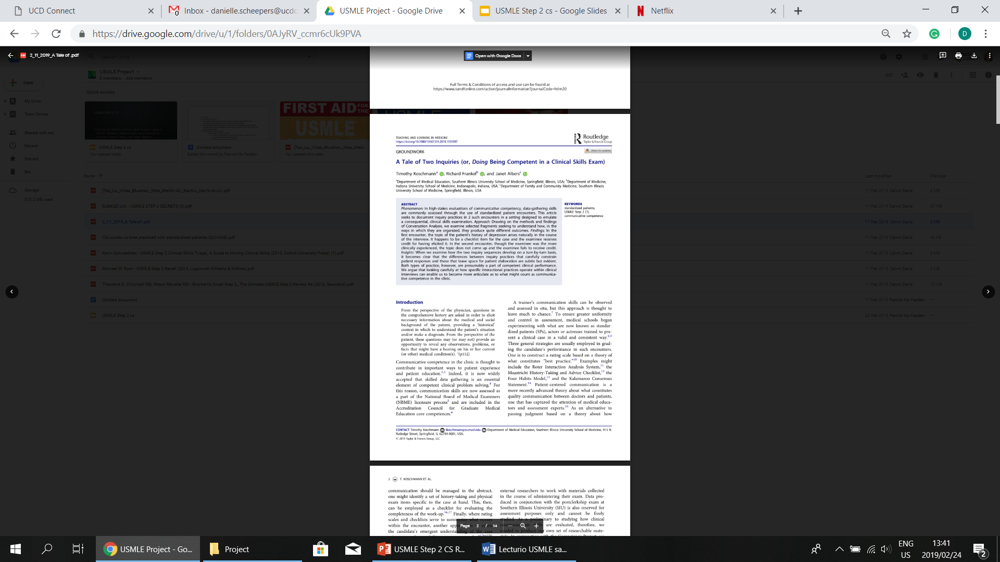 UCD Connect
Inbox - danielle.scheepers@ucdc
USMLE Project - Google Drive
USMLE Step 2 cs - Google Slides
Netflix
https://drive.google.com/drive/u/1/folders/0AJyRV_ccmr6cUk9PVA
D
2_11_2019_A Tale of .pdf
Search Drive
Open with Google Docs
USMLE Project
3 members · Add members
New
My Drive
Team Drives
Shared with me
Recent
Starred
Bin
Storage
678.2 MB used
Quick access
USMLE STEP 2 CS
USMLE Step 2 cs
You opened today
Untitled document
Edited this month by Patrick Mc Fadden
FIRST AID FOR THE
USMLE
[Tao_Le,_Vikas_Bhushan,_Mae_Sheik...
You opened this week
Name
Last modified
File size
[Tao_Le,_Vikas_Bhushan,_Mae_Sheikh-Ali,_Kachiu_Cec(b-ok.cc).pdf
11 Feb 2019 Calvin Davis
[USMLE] coll. - USMLE STEP 2 SECRETS (0).pdf
11 Feb 2019 Calvin Davis 37 MB
2_11_2019_A Tale of .pdf
11 Feb 2019 Calvin Davis 2 MB
CIS scores vs time practiced with standardized patients (SCI-HUB).pdf
11 Feb 2019 Calvin Davis
Kevin Schwechten - USMLE Step 2 Clinical Skills Triage_ A Guide to Honing Clinical Skills (2010, Oxford University Press) (1).pdf
11 Feb 2019 Calvin Davis
Michael W. Ryan - USMLE Step 2 Recall (2010, Lippincott Williams & Wilkins).pdf
11 Feb 2019 Calvin Davis 2 MB
Theodore X. O'Connell MD, Mayur Movalia MD - Brochert's Crush Step 2_ The Ultimate USMLE Step 2 Review, 4e (2012, Saunders).pdf
11 Feb 2019 Calvin Davis 12 MB
Untitled document
17 Feb 2019 Patrick Mc Fadden
USMLE Step 2 cs
23 Feb 2019 Patrick Mc Fadden
Full Terms & Conditions of access and use can be found at
https://www.tandfonline.com/action/journalInformation?journalCode=htlm20
TEACHING AND LEARNING IN MEDICINE
https://doi.org/10.1080/10401334.2018.1530597
Routledge
Taylor & Francis Group
GROUNDWORK
Check for updates
A Tale of Two Inquiries (or, Doing Being Competent in a Clinical Skills Exam)
Timothy Koschmannᵃ, Richard Frankelᵇ, and Janet Albersᶜ
ᵃDepartment of Medical Education, Southern Illinois University School of Medicine, Springfield, Illinois, USA; ᵇDepartment of Medicine,
Indiana University School of Medicine, Indianapolis, Indiana, USA; ᶜDepartment of Family and Community Medicine, Southern Illinois
University School of Medicine, Springfield, Illinois, USA
ABSTRACT
Phenomenon: In high-stakes evaluations of communicative competency, data-gathering skills
are commonly assessed through the use of standardized patient encounters. This article
seeks to document inquiry practices in 2 such encounters in a setting designed to emulate
a consequential, clinical skills examination. Approach: Drawing on the methods and findings
of Conversation Analysis, we examine selected fragments seeking to understand how, in the
ways in which they are organized, they produce quite different outcomes. Findings: In the
first encounter, the topic of the patient's history of depression arises naturally in the course
of the interview. It happens to be a checklist item for the case and the examinee receives
credit for having elicited it. In the second encounter, though the examinee was the more
clinically experienced, the topic does not come up and the examinee fails to receive credit.
Insights: When we examine how the two inquiry sequences develop on a turn-by-turn basis,
it becomes clear that the differences between inquiry practices that carefully constrain
patient responses and those that leave space for patient elaboration are subtle but evident.
Both types of practice, however, are presumably a part of competent clinical performance.
We argue that looking carefully at how specific interactional practices operate within clinical
interviews can enable us to become more articulate as to what might count as communica-
tive competence in the clinic.
KEYWORDS
standardized patients;
USMLE Step 2 CS;
communicative competence
Introduction
From the perspective of the physician, questions in
the comprehensive history are asked in order to elicit
necessary information about the medical and social
background of the patient, providing a 'historical'
context in which to understand the patient's situation
and/or make a diagnosis. From the perspective of the
patient, these questions may (or may not) provide an
opportunity to reveal any observations, problems, or
facts that might have a bearing on his or her current
(or other) medical condition(s). ¹(p152)
Communicative competence in the clinic is thought to
contribute in important ways to patient experience
and patient education.²,³ Indeed, it is now widely
accepted that skilled data gathering is an essential
element of competent clinical problem solving.⁴ For
this reason, communication skills are now assessed as
a part of the National Board of Medical Examiners
(NBME) licensure process⁵ and are included in the
Accreditation Council for Graduate Medical
Education core competences.⁶
A trainee's communication skills can be observed
and assessed in situ, but this approach is thought to
leave much to chance.⁷ To ensure greater uniformity
and control in assessment, medical schools began
experimenting with what are now known as standar-
dized patients (SPs), actors or actresses trained to pre-
sent a clinical case in a valid and consistent way.⁸,⁹
Three general strategies are usually employed in grad-
ing the candidate's performance in such encounters.
One is to construct a rating scale based on a theory of
what constitutes "best practice."¹⁰ Examples might
include the Roter Interaction Analysis System,¹¹ the
Maastricht History-Taking and Advice Checklist,¹² the
Four Habits Model,¹³ and the Kalamazoo Consensus
Statement.¹⁴ Patient-centered communication is a
more recently advanced theory about what constitutes
quality communication between doctors and patients,
one that has captured the attention of medical educa-
tors and assessment experts.¹⁵ As an alternative to
passing judgment based on a theory about how
CONTACT Timothy Koschmann tkoschmann@siumed.edu Department of Medical Education, Southern Illinois University School of Medicine, 913 N.
Rutledge Street, Springfield, IL 62794-9681, USA.
© 2019 Taylor & Francis Group, LLC
2 T. KOSCHMANN ET AL.
communication should be managed in the abstract,
one might identify a set of history-taking and physical
exam items specific to the case at hand. This, then,
can be employed as a checklist for evaluating the
completeness of the work-up.¹⁶,¹⁷ Finally, where rating
scales and checklists serve to summarize what occurs
within the encounter, another
the candidate's emergent understanding of the case
external researchers to work with materials collected
in the course of administering their exam. Data pro-
duced in conjunction with the postclerkship exam at
Southern Illinois University (SIU) is also reserved for
assessment purposes only and cannot be freely
studied. As a preliminary to studying how clinical
are evaluated, therefore, we
needed to produce our own set of researchable mate-
Page 2 / 14
USMLE Project - Go...
Project
USMLE Step 2 CS R...
Lecturio USMLE sa...
ENG
US
13:41
2019/02/24
2